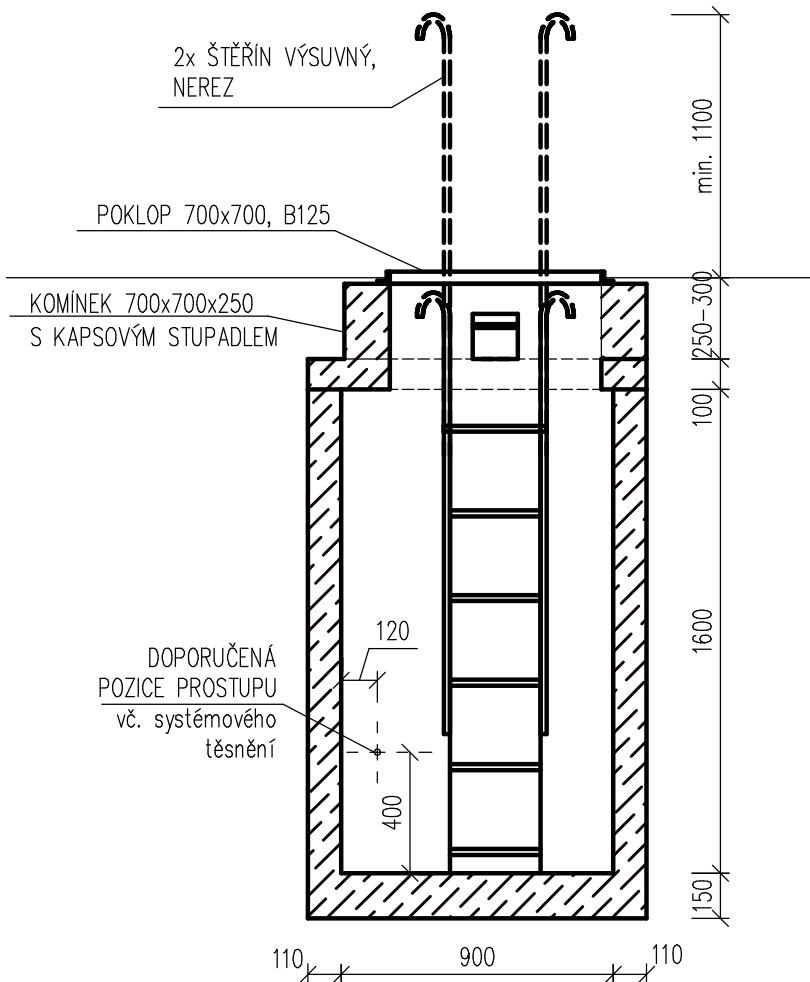 2x ŠTĚŘÍN VÝSUVNÝ,
NEREZ
min. 1100
POKLOP 700x700, B125
KOMÍNEK 700x700x250
S KAPSOVÝM STUPADLEM
250-300
100
1600
120
DOPORUČENÁ
POZICE PROSTUPU
vč. systémového
těsnění
400
150
110
900
110